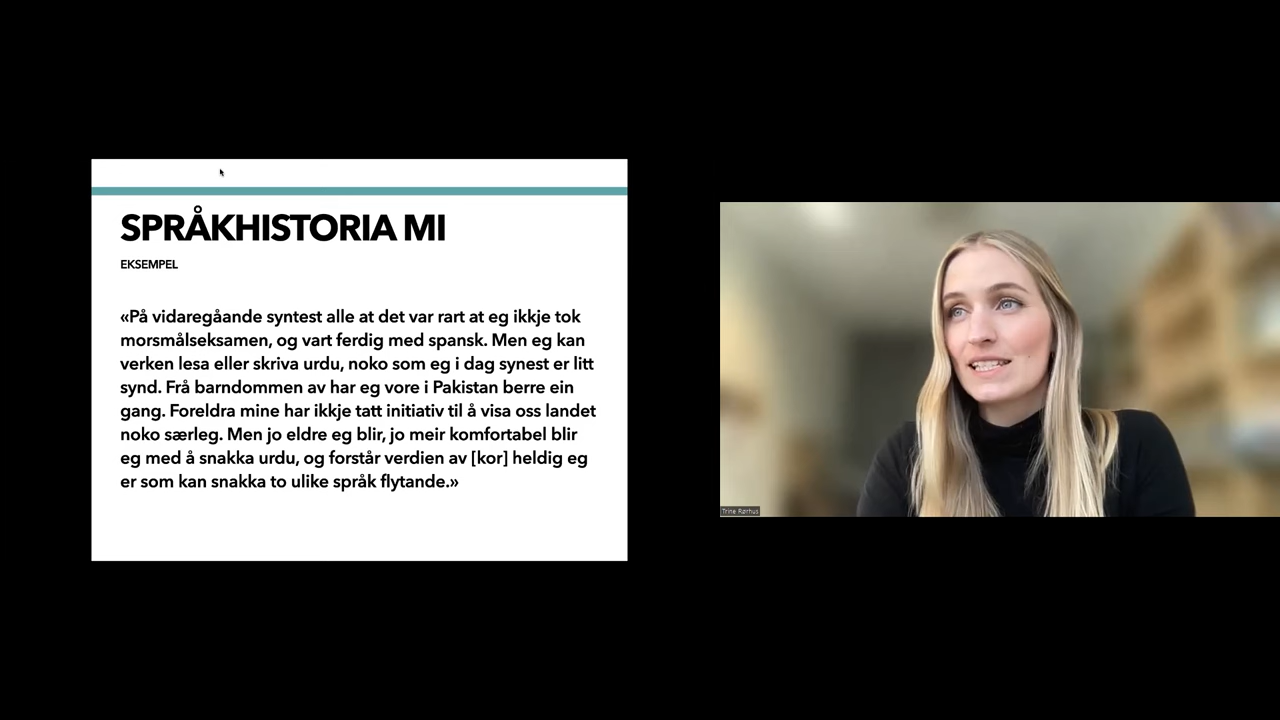 SPRÅKHISTORIA MI
EKSEMPEL
«På vidaregåande syntest alle at det var rart at eg ikkje tok
morsmålseksamen, og vart ferdig med spansk. Men eg kan
verken lesa eller skriva urdu, noko som eg i dag synest er litt
synd. Frå barndommen av har eg vore i Pakistan berre ein
gang. Foreldra mine har ikkje tatt initiativ til å visa oss landet
noko særleg. Men jo eldre eg blir, jo meir komfortabel blir
eg med å snakka urdu, og forstår verdien av [kor] heldig eg
er som kan snakka to ulike språk flytande.»
Trine Rørhus